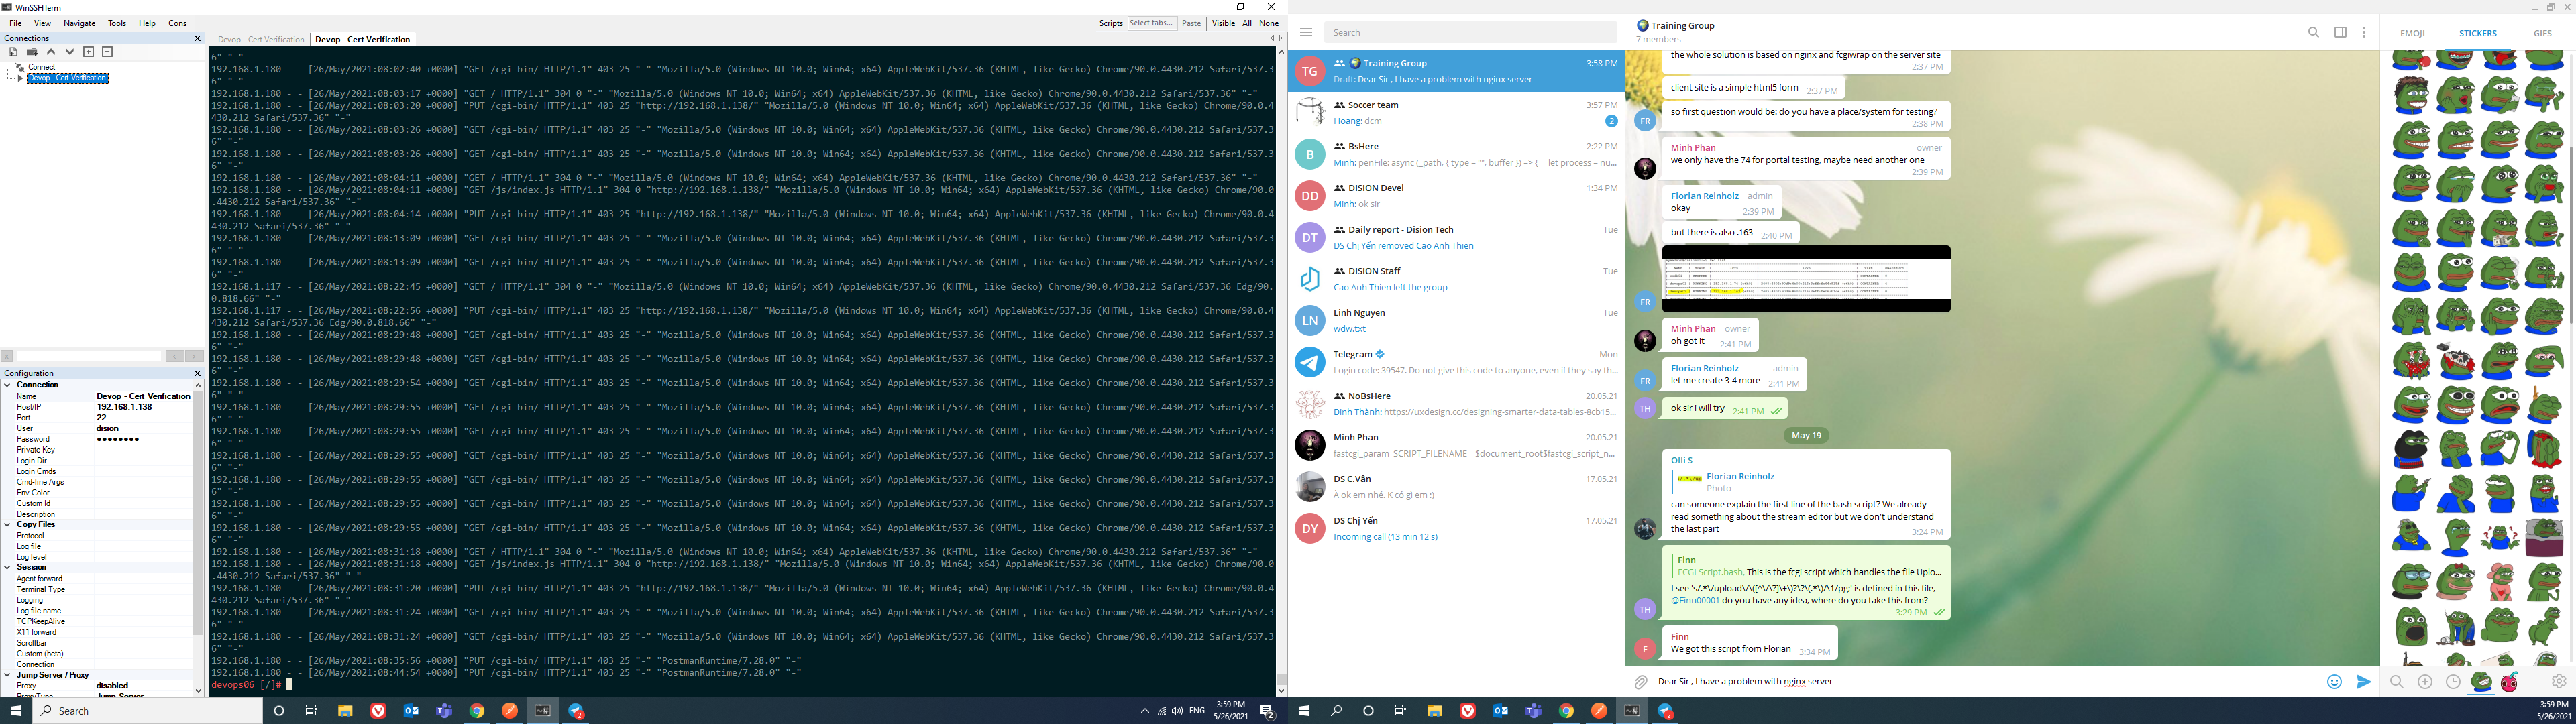 WinSSHTerm
File View Navigate Tools Help Cons
Scripts Select tabs... Paste Visible All None
Connections
Connect
Devop - Cert Verification
Configuration
Connection
Name Devop - Cert Verification
Host/IP 192.168.1.138
Port 22
User dision
Password ●●●●●●●●
Private Key
Login Dir
Login Cmds
Cmd-line Args
Env Color
Custom Id
Description
Copy Files
Protocol
Log file
Log level
Session
Agent forward
Terminal Type
Logging
Log file name
TCPKeepAlive
X11 forward
Scrollbar
Custom (beta)
Connection
Jump Server / Proxy
Proxy disabled
ProxyType Jump-Server
Devop - Cert Verification Devop - Cert Verification
6" "-"
192.168.1.180 - - [26/May/2021:08:02:40 +0000] "GET /cgi-bin/ HTTP/1.1" 403 25 "-" "Mozilla/5.0 (Windows NT 10.0; Win64; x64) AppleWebKit/537.36 (KHTML, like Gecko) Chrome/90.0.4430.212 Safari/537.3
6" "-"
192.168.1.180 - - [26/May/2021:08:03:17 +0000] "GET / HTTP/1.1" 304 0 "-" "Mozilla/5.0 (Windows NT 10.0; Win64; x64) AppleWebKit/537.36 (KHTML, like Gecko) Chrome/90.0.4430.212 Safari/537.36" "-"
192.168.1.180 - - [26/May/2021:08:03:20 +0000] "PUT /cgi-bin/ HTTP/1.1" 403 25 "http://192.168.1.138/" "Mozilla/5.0 (Windows NT 10.0; Win64; x64) AppleWebKit/537.36 (KHTML, like Gecko) Chrome/90.0.4
430.212 Safari/537.36" "-"
192.168.1.180 - - [26/May/2021:08:03:26 +0000] "GET /cgi-bin/ HTTP/1.1" 403 25 "-" "Mozilla/5.0 (Windows NT 10.0; Win64; x64) AppleWebKit/537.36 (KHTML, like Gecko) Chrome/90.0.4430.212 Safari/537.3
6" "-"
192.168.1.180 - - [26/May/2021:08:03:26 +0000] "GET /cgi-bin/ HTTP/1.1" 403 25 "-" "Mozilla/5.0 (Windows NT 10.0; Win64; x64) AppleWebKit/537.36 (KHTML, like Gecko) Chrome/90.0.4430.212 Safari/537.3
6" "-"
192.168.1.180 - - [26/May/2021:08:04:11 +0000] "GET / HTTP/1.1" 304 0 "-" "Mozilla/5.0 (Windows NT 10.0; Win64; x64) AppleWebKit/537.36 (KHTML, like Gecko) Chrome/90.0.4430.212 Safari/537.36" "-"
192.168.1.180 - - [26/May/2021:08:04:11 +0000] "GET /js/index.js HTTP/1.1" 304 0 "http://192.168.1.138/" "Mozilla/5.0 (Windows NT 10.0; Win64; x64) AppleWebKit/537.36 (KHTML, like Gecko) Chrome/90.0
.4430.212 Safari/537.36" "-"
192.168.1.180 - - [26/May/2021:08:04:14 +0000] "PUT /cgi-bin/ HTTP/1.1" 403 25 "http://192.168.1.138/" "Mozilla/5.0 (Windows NT 10.0; Win64; x64) AppleWebKit/537.36 (KHTML, like Gecko) Chrome/90.0.4
430.212 Safari/537.36" "-"
192.168.1.180 - - [26/May/2021:08:13:09 +0000] "GET /cgi-bin/ HTTP/1.1" 403 25 "-" "Mozilla/5.0 (Windows NT 10.0; Win64; x64) AppleWebKit/537.36 (KHTML, like Gecko) Chrome/90.0.4430.212 Safari/537.3
6" "-"
192.168.1.180 - - [26/May/2021:08:13:09 +0000] "GET /cgi-bin/ HTTP/1.1" 403 25 "-" "Mozilla/5.0 (Windows NT 10.0; Win64; x64) AppleWebKit/537.36 (KHTML, like Gecko) Chrome/90.0.4430.212 Safari/537.3
6" "-"
192.168.1.117 - - [26/May/2021:08:22:45 +0000] "GET / HTTP/1.1" 304 0 "-" "Mozilla/5.0 (Windows NT 10.0; Win64; x64) AppleWebKit/537.36 (KHTML, like Gecko) Chrome/90.0.4430.212 Safari/537.36 Edg/90.
0.818.66" "-"
192.168.1.117 - - [26/May/2021:08:22:56 +0000] "PUT /cgi-bin/ HTTP/1.1" 403 25 "http://192.168.1.138/" "Mozilla/5.0 (Windows NT 10.0; Win64; x64) AppleWebKit/537.36 (KHTML, like Gecko) Chrome/90.0.4
430.212 Safari/537.36 Edg/90.0.818.66" "-"
192.168.1.180 - - [26/May/2021:08:29:48 +0000] "GET /cgi-bin/ HTTP/1.1" 403 25 "-" "Mozilla/5.0 (Windows NT 10.0; Win64; x64) AppleWebKit/537.36 (KHTML, like Gecko) Chrome/90.0.4430.212 Safari/537.3
6" "-"
192.168.1.180 - - [26/May/2021:08:29:48 +0000] "GET /cgi-bin/ HTTP/1.1" 403 25 "-" "Mozilla/5.0 (Windows NT 10.0; Win64; x64) AppleWebKit/537.36 (KHTML, like Gecko) Chrome/90.0.4430.212 Safari/537.3
6" "-"
192.168.1.180 - - [26/May/2021:08:29:54 +0000] "GET /cgi-bin/ HTTP/1.1" 403 25 "-" "Mozilla/5.0 (Windows NT 10.0; Win64; x64) AppleWebKit/537.36 (KHTML, like Gecko) Chrome/90.0.4430.212 Safari/537.3
6" "-"
192.168.1.180 - - [26/May/2021:08:29:55 +0000] "GET /cgi-bin/ HTTP/1.1" 403 25 "-" "Mozilla/5.0 (Windows NT 10.0; Win64; x64) AppleWebKit/537.36 (KHTML, like Gecko) Chrome/90.0.4430.212 Safari/537.3
6" "-"
192.168.1.180 - - [26/May/2021:08:29:55 +0000] "GET /cgi-bin/ HTTP/1.1" 403 25 "-" "Mozilla/5.0 (Windows NT 10.0; Win64; x64) AppleWebKit/537.36 (KHTML, like Gecko) Chrome/90.0.4430.212 Safari/537.3
6" "-"
192.168.1.180 - - [26/May/2021:08:29:55 +0000] "GET /cgi-bin/ HTTP/1.1" 403 25 "-" "Mozilla/5.0 (Windows NT 10.0; Win64; x64) AppleWebKit/537.36 (KHTML, like Gecko) Chrome/90.0.4430.212 Safari/537.3
6" "-"
192.168.1.180 - - [26/May/2021:08:29:55 +0000] "GET /cgi-bin/ HTTP/1.1" 403 25 "-" "Mozilla/5.0 (Windows NT 10.0; Win64; x64) AppleWebKit/537.36 (KHTML, like Gecko) Chrome/90.0.4430.212 Safari/537.3
6" "-"
192.168.1.180 - - [26/May/2021:08:29:55 +0000] "GET /cgi-bin/ HTTP/1.1" 403 25 "-" "Mozilla/5.0 (Windows NT 10.0; Win64; x64) AppleWebKit/537.36 (KHTML, like Gecko) Chrome/90.0.4430.212 Safari/537.3
6" "-"
192.168.1.180 - - [26/May/2021:08:29:55 +0000] "GET /cgi-bin/ HTTP/1.1" 403 25 "-" "Mozilla/5.0 (Windows NT 10.0; Win64; x64) AppleWebKit/537.36 (KHTML, like Gecko) Chrome/90.0.4430.212 Safari/537.3
6" "-"
192.168.1.180 - - [26/May/2021:08:31:18 +0000] "GET / HTTP/1.1" 304 0 "-" "Mozilla/5.0 (Windows NT 10.0; Win64; x64) AppleWebKit/537.36 (KHTML, like Gecko) Chrome/90.0.4430.212 Safari/537.36" "-"
192.168.1.180 - - [26/May/2021:08:31:18 +0000] "GET /js/index.js HTTP/1.1" 304 0 "http://192.168.1.138/" "Mozilla/5.0 (Windows NT 10.0; Win64; x64) AppleWebKit/537.36 (KHTML, like Gecko) Chrome/90.0
.4430.212 Safari/537.36" "-"
192.168.1.180 - - [26/May/2021:08:31:20 +0000] "PUT /cgi-bin/ HTTP/1.1" 403 25 "http://192.168.1.138/" "Mozilla/5.0 (Windows NT 10.0; Win64; x64) AppleWebKit/537.36 (KHTML, like Gecko) Chrome/90.0.4
430.212 Safari/537.36" "-"
192.168.1.180 - - [26/May/2021:08:31:24 +0000] "GET /cgi-bin/ HTTP/1.1" 403 25 "-" "Mozilla/5.0 (Windows NT 10.0; Win64; x64) AppleWebKit/537.36 (KHTML, like Gecko) Chrome/90.0.4430.212 Safari/537.3
6" "-"
192.168.1.180 - - [26/May/2021:08:31:24 +0000] "GET /cgi-bin/ HTTP/1.1" 403 25 "-" "Mozilla/5.0 (Windows NT 10.0; Win64; x64) AppleWebKit/537.36 (KHTML, like Gecko) Chrome/90.0.4430.212 Safari/537.3
6" "-"
192.168.1.180 - - [26/May/2021:08:35:56 +0000] "PUT /cgi-bin/ HTTP/1.1" 403 25 "-" "PostmanRuntime/7.28.0" "-"
192.168.1.180 - - [26/May/2021:08:44:54 +0000] "PUT /cgi-bin/ HTTP/1.1" 403 25 "-" "PostmanRuntime/7.28.0" "-"
devops06 [/]#
Search
ENG
3:59 PM
5/26/2021
2
Search
TG Training Group 3:58 PM
Draft: Dear Sir , I have a problem with nginx server
Soccer team 3:57 PM
Hoang: dcm 2
B BsHere 2:22 PM
Minh: penFile: async (_path, { type = "", buffer }) => { let process = nu...
DD DISION Devel 1:34 PM
Minh: ok sir
DT Daily report - Dision Tech Tue
DS Chị Yến removed Cao Anh Thien
DISION Staff Tue
Cao Anh Thien left the group
LN Linh Nguyen Tue
wdw.txt
Telegram Mon
Login code: 39547. Do not give this code to anyone, even if they say th...
NoBsHere 20.05.21
Đinh Thành: https://uxdesign.cc/designing-smarter-data-tables-8cb15...
Minh Phan 20.05.21
fastcgi_param SCRIPT_FILENAME $document_root$fastcgi_script_n...
DS C.Vân 17.05.21
À ok em nhé. K có gì em :)
DY DS Chị Yến 17.05.21
Incoming call (13 min 12 s)
Training Group
7 members
the whole solution is based on nginx and fcgiwrap on the server site
2:37 PM
client site is a simple html5 form 2:37 PM
FR
so first question would be: do you have a place/system for testing?
2:38 PM
Minh Phan owner
we only have the 74 for portal testing, maybe need another one
2:39 PM
Florian Reinholz admin
okay 2:39 PM
but there is also .163 2:40 PM
FR
Minh Phan owner
oh got it 2:41 PM
Florian Reinholz admin
FR let me create 3-4 more 2:41 PM
TH ok sir i will try 2:41 PM
May 19
Olli S
Florian Reinholz
Photo
can someone explain the first line of the bash script? We already
read something about the stream editor but we don't understand
the last part
3:24 PM
Finn
FCGI Script.bash, This is the fcgi script which handles the file Uplo...
I see 's/.*\/upload\/\([^\/\?]\+\)?\?\(.*\)/\1/pg;' is defined in this file,
TH @Finn00001 do you have any idea, where do you take this from?
3:29 PM
Finn
F We got this script from Florian 3:34 PM
Dear Sir , I have a problem with nginx server
EMOJI STICKERS GIFS
2
3:59 PM
5/26/2021